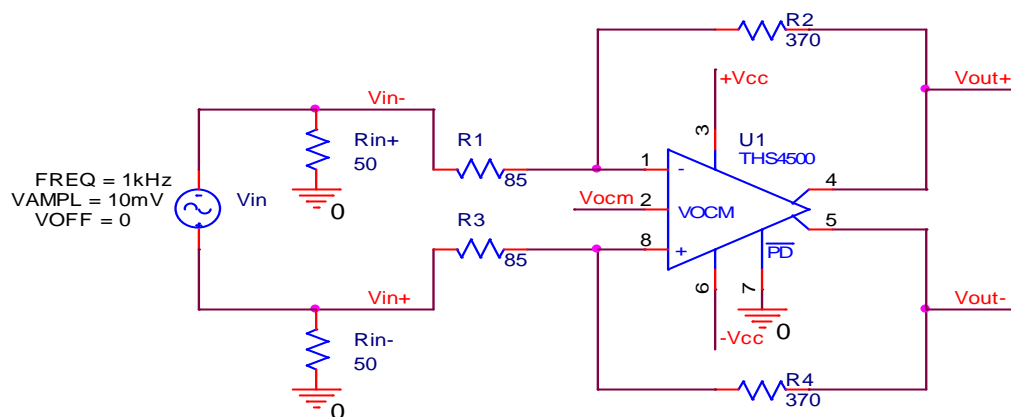 R2
370
+Vcc
Vout+
Vin-
3
Rin+
50
R1
85
U1
THS4500
1
-
4
FREQ = 1kHz
VAMPL = 10mV
VOFF = 0
Vin
0
Vocm
2
VOCM
5
R3
85
8
+
PD
6
7
Vin+
0
Vout-
-Vcc
Rin-
50
R4
370
0